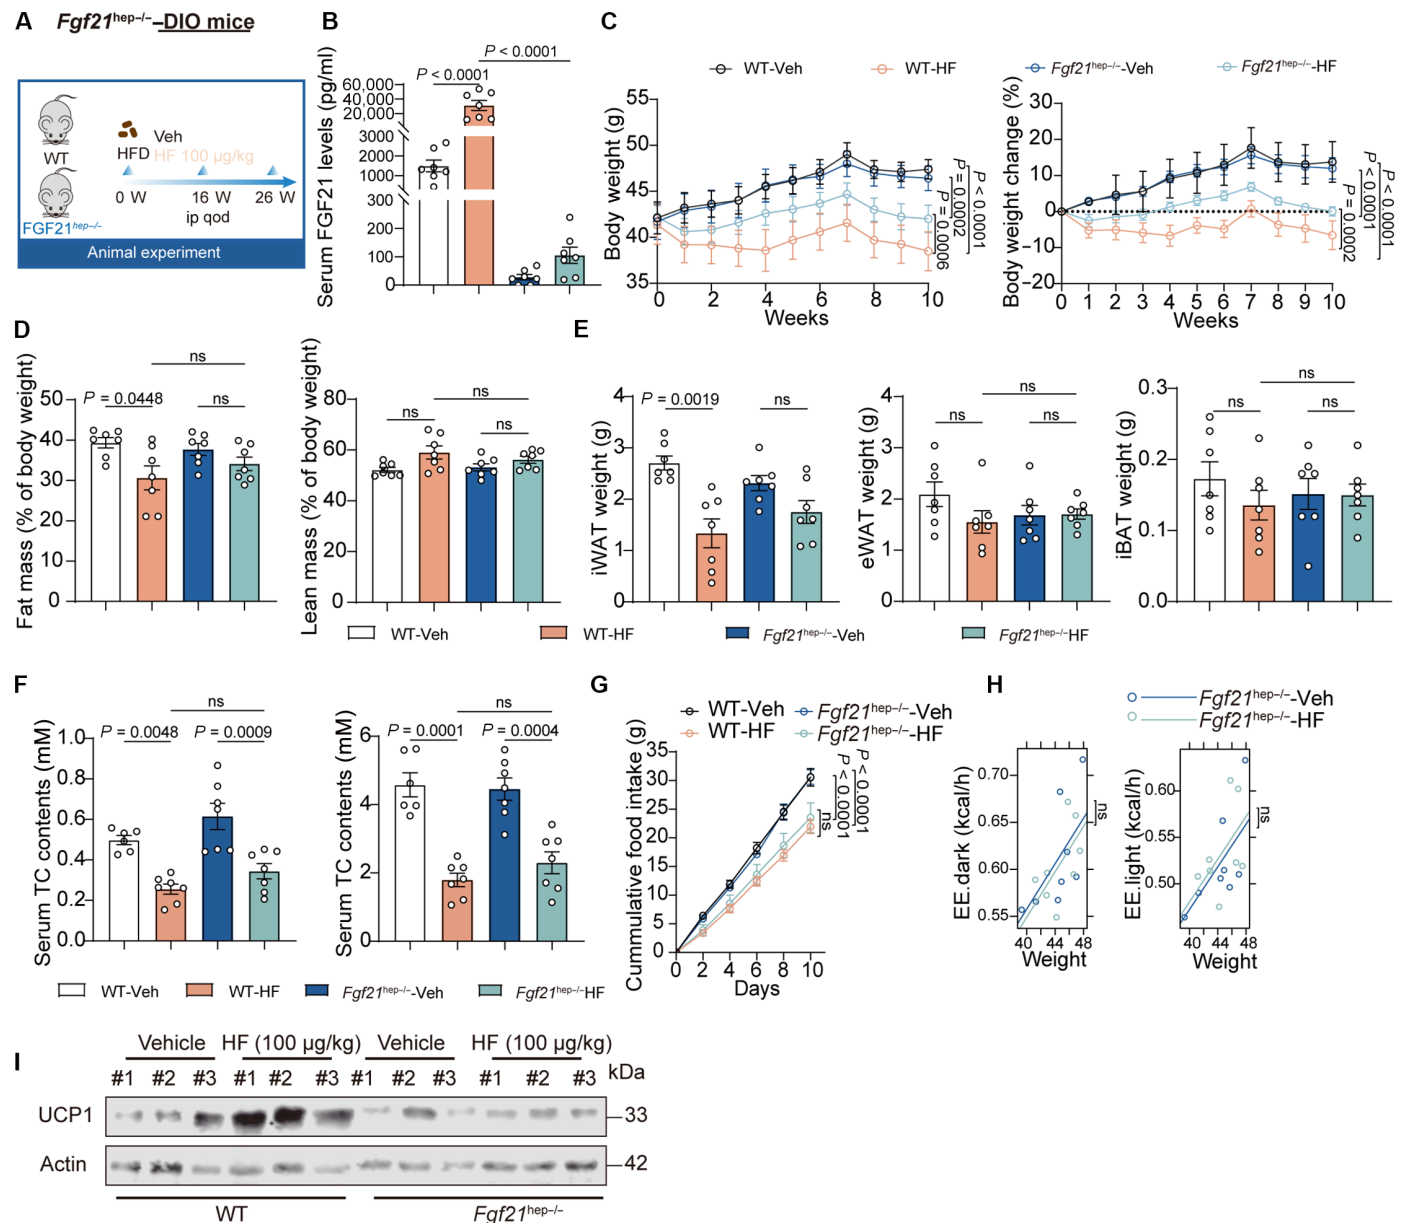 A
Fgf21hep–/––DIO mice
WT
FGF21hep–/–
HFD
Veh
HF 100 µg/kg
0 W
16 W
26 W
ip qod
Animal experiment
B
Serum FGF21 levels (pg/ml)
P < 0.0001
P < 0.0001
60,000
40,000
20,000
3000
2000
1000
300
200
100
0
C
WT-Veh
WT-HF
Fgf21hep–/–-Veh
Fgf21hep–/–-HF
Body weight (g)
55
50
45
40
35
0 2 4 6 8 10
Weeks
P = 0.0006
P = 0.0002
P < 0.0001
Body weight change (%)
30
20
10
0
−10
−20
0 1 2 3 4 5 6 7 8 9 10
Weeks
P = 0.0002
P < 0.0001
P < 0.0001
D
Fat mass (% of body weight)
50
40
30
20
10
0
P = 0.0448
ns
ns
Lean mass (% of body weight)
80
60
40
20
0
ns
ns
ns
E
iWAT weight (g)
4
3
2
1
0
P = 0.0019
ns
eWAT weight (g)
4
3
2
1
0
ns
ns
ns
iBAT weight (g)
0.3
0.2
0.1
0.0
ns
ns
ns
WT-Veh
WT-HF
Fgf21hep–/–-Veh
Fgf21hep–/–HF
F
Serum TC contents (mM)
1.0
0.8
0.6
0.4
0.2
0.0
P = 0.0048
P = 0.0009
ns
Serum TC contents (mM)
6
4
2
0
P = 0.0001
P = 0.0004
ns
WT-Veh
WT-HF
Fgf21hep–/–-Veh
Fgf21hep–/–HF
G
WT-Veh
WT-HF
Fgf21hep–/–-Veh
Fgf21hep–/–-HF
Cummulative food intake (g)
35
30
25
20
15
10
5
0
0 2 4 6 8 10
Days
ns
P < 0.0001
P < 0.0001
H
Fgf21hep–/–-Veh
Fgf21hep–/–-HF
EE.dark (kcal/h)
0.70
0.65
0.60
0.55
40 44 48
Weight
ns
EE.light (kcal/h)
0.60
0.55
0.50
40 44 48
Weight
ns
I
Vehicle HF (100 µg/kg) Vehicle HF (100 µg/kg)
#1 #2 #3 #1 #2 #3 #1 #2 #3 #1 #2 #3 kDa
UCP1 33
Actin 42
WT Fgf21hep–/–